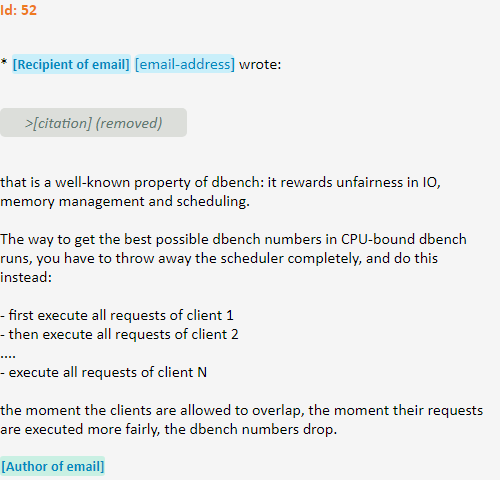 Id: 52
* [Recipient of email] [email-address] wrote:
>[citation] (removed)
that is a well-known property of dbench: it rewards unfairness in IO,
memory management and scheduling.
The way to get the best possible dbench numbers in CPU-bound dbench
runs, you have to throw away the scheduler completely, and do this
instead:
- first execute all requests of client 1
- then execute all requests of client 2
....
- execute all requests of client N
the moment the clients are allowed to overlap, the moment their requests
are executed more fairly, the dbench numbers drop.
[Author of email]